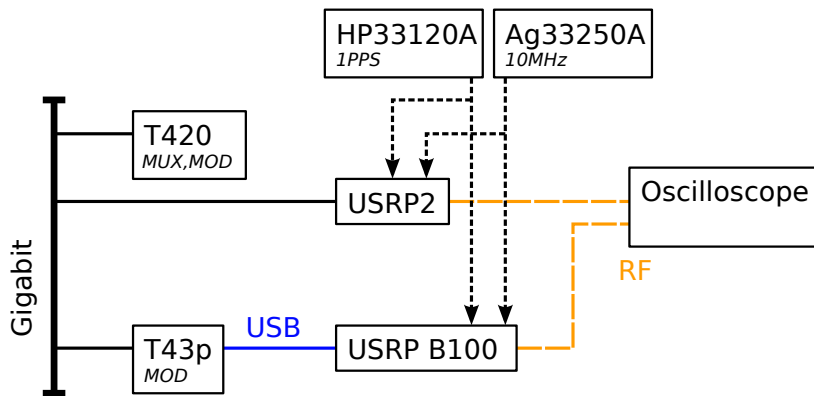 HP33120A
1PPS
Ag33250A
10MHz
T420
MUX,MOD
USRP2
Oscilloscope
RF
Gigabit
USB
T43p
MOD
USRP B100